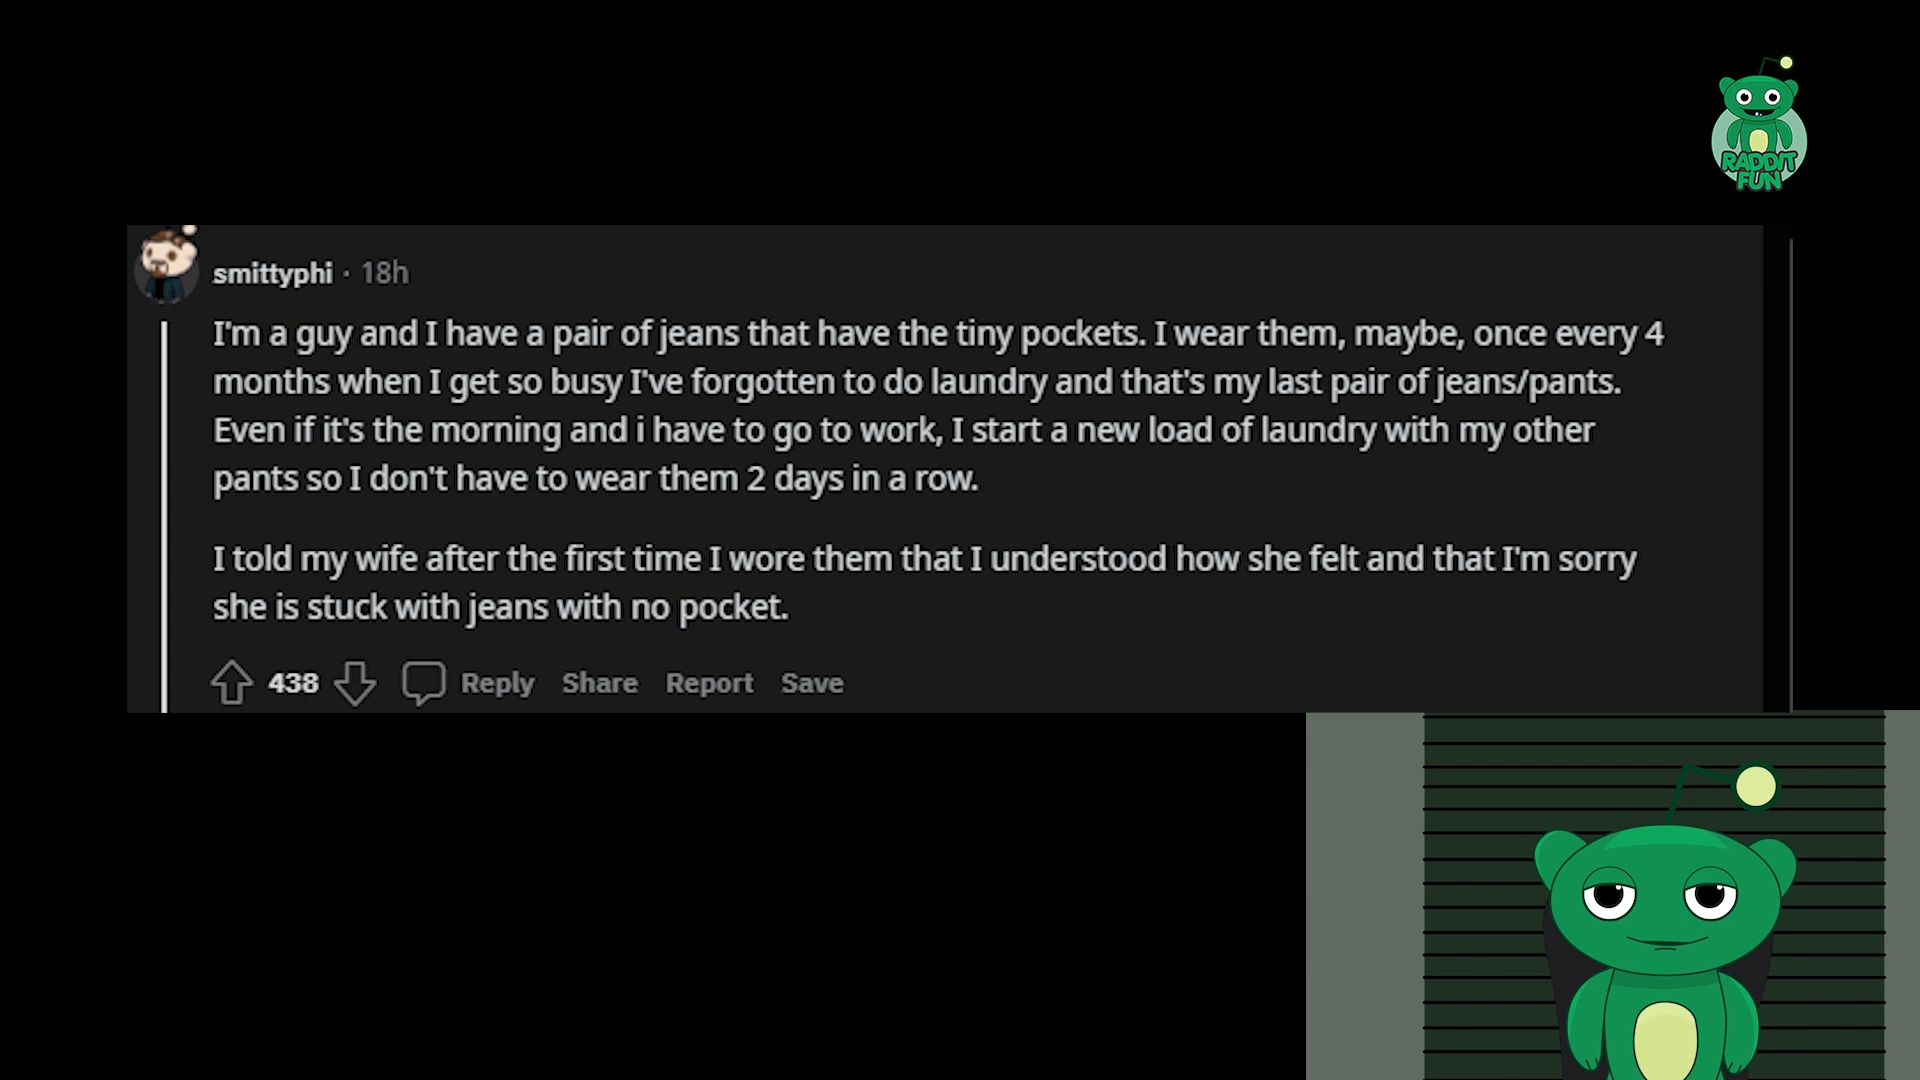 RADDIT
FUN
smittyphi · 18h
I'm a guy and I have a pair of jeans that have the tiny pockets. I wear them, maybe, once every 4
months when I get so busy I've forgotten to do laundry and that's my last pair of jeans/pants.
Even if it's the morning and i have to go to work, I start a new load of laundry with my other
pants so I don't have to wear them 2 days in a row.
I told my wife after the first time I wore them that I understood how she felt and that I'm sorry
she is stuck with jeans with no pocket.
438 Reply Share Report Save